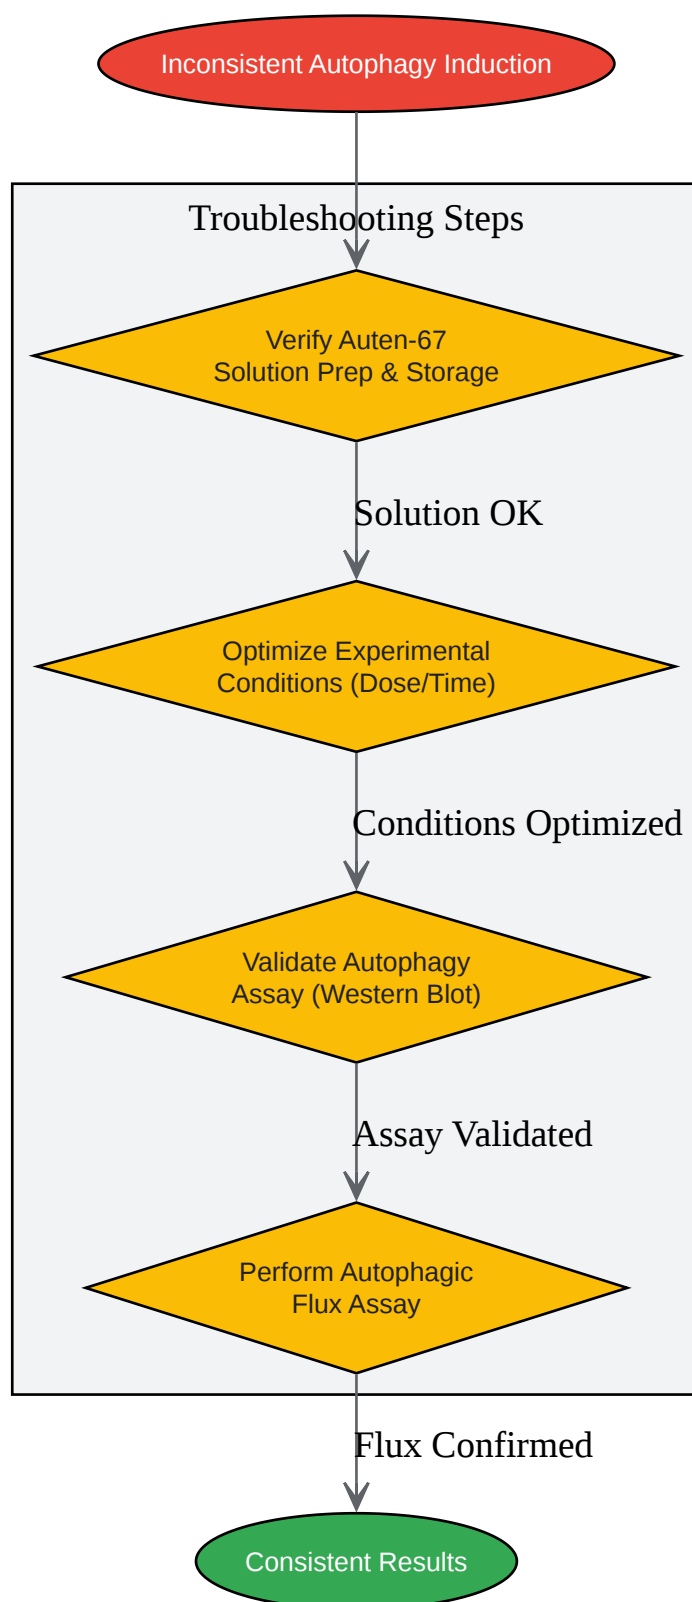 Inconsistent Autophagy Induction
Troubleshooting Steps
Verify Auten-67
Solution Prep & Storage
Solution OK
Optimize Experimental
Conditions (Dose/Time)
Conditions Optimized
Validate Autophagy
Assay (Western Blot)
Assay Validated
Perform Autophagic
Flux Assay
Flux Confirmed
Consistent Results